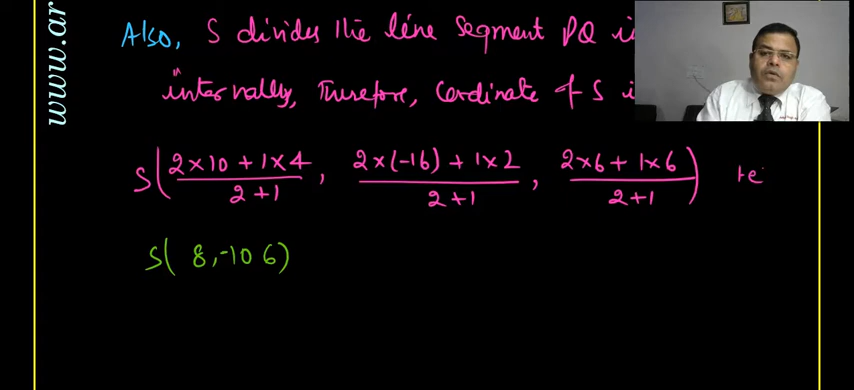 www.ar
Also, S divides the line segment PQ i
internally, Therefore, Cordinate of S i
S( 2×10+1×4 / 2+1 , 2×(-16)+1×2 / 2+1 , 2×6+1×6 / 2+1 ) ie
S( 8,-10 6)